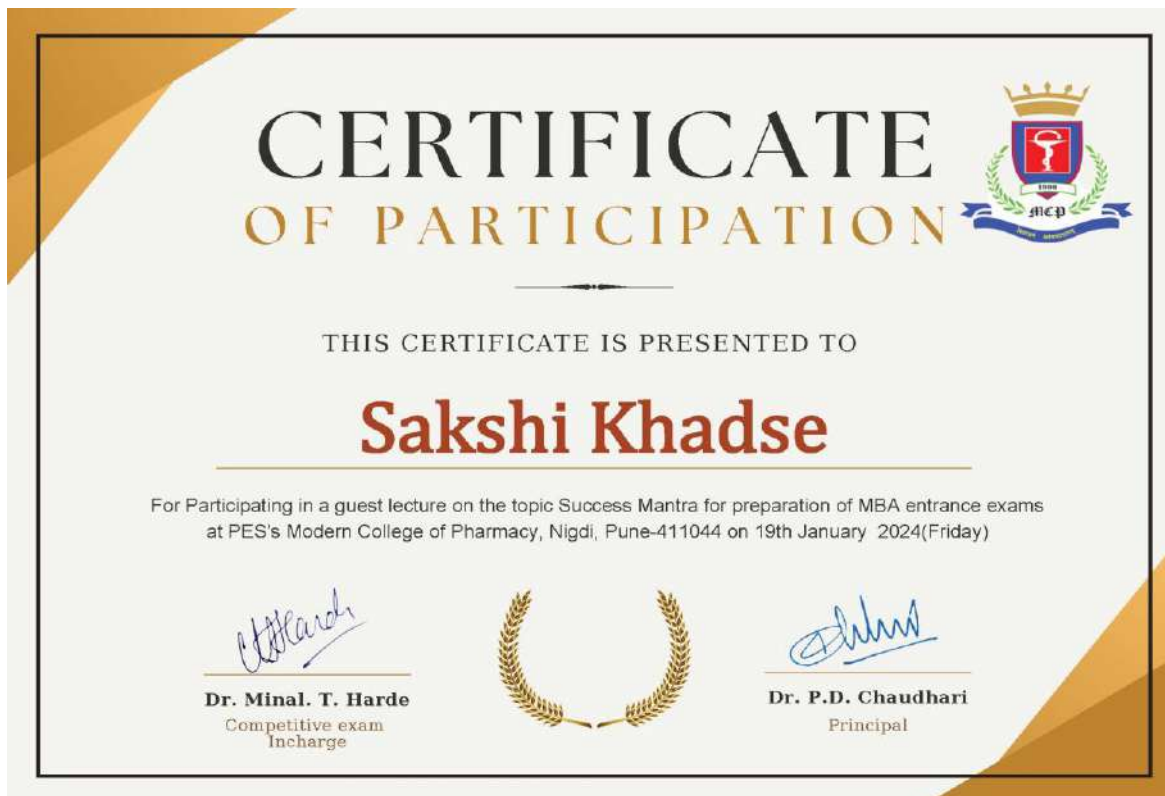 CERTIFICATE
OF PARTICIPATION
MCP
THIS CERTIFICATE IS PRESENTED TO
Sakshi Khadse
For Participating in a guest lecture on the topic Success Mantra for preparation of MBA entrance exams
at PES's Modern College of Pharmacy, Nigdi, Pune-411044 on 19th January 2024(Friday)
Dr. Minal. T. Harde
Competitive exam
Incharge
Dr. P.D. Chaudhari
Principal